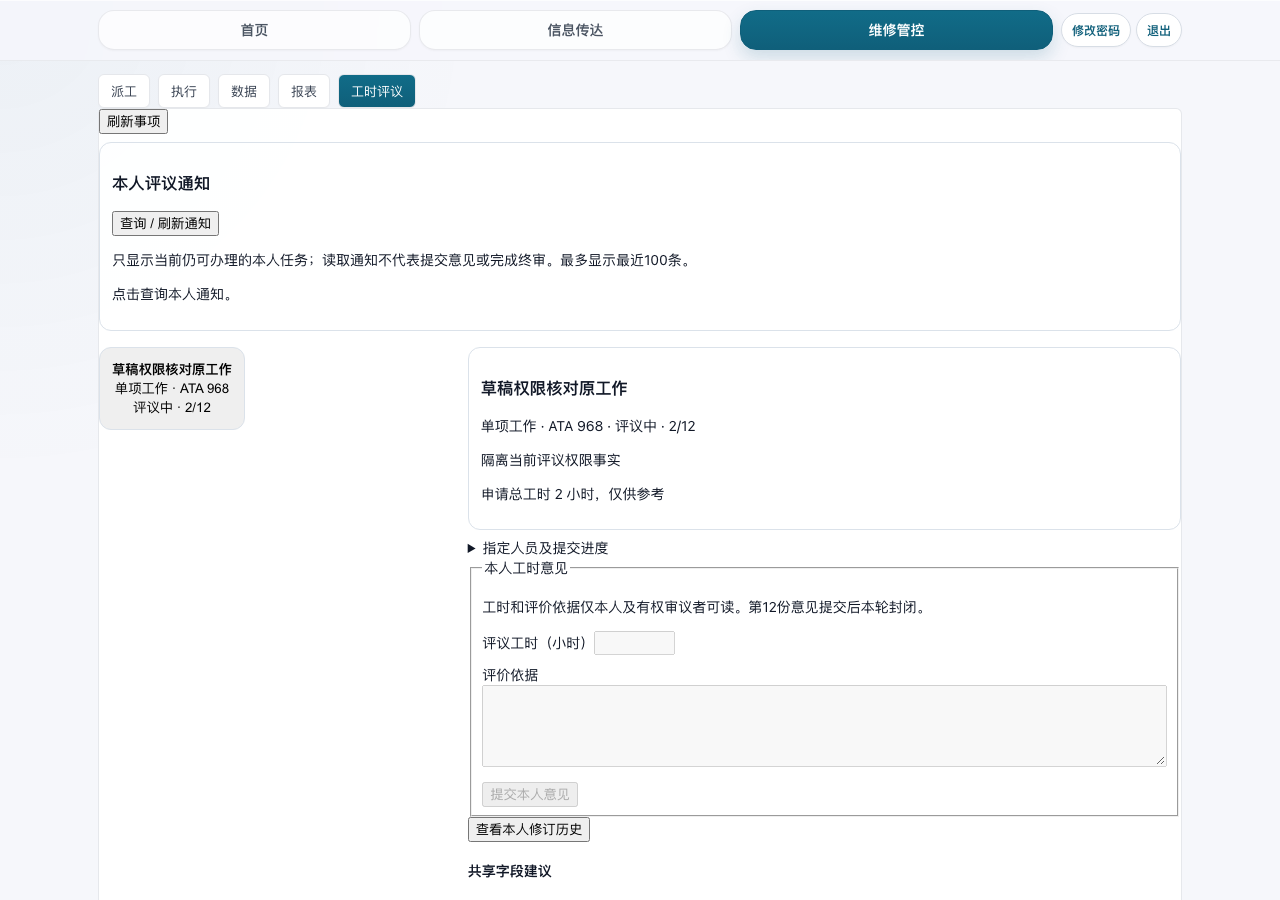 首页
信息传达
维修管控
修改密码
退出
派工
执行
数据
报表
工时评议
刷新事项
本人评议通知
查询 / 刷新通知
只显示当前仍可办理的本人任务；读取通知不代表提交意见或完成终审。最多显示最近100条。
点击查询本人通知。
草稿权限核对原工作
单项工作 · ATA 968
评议中 · 2/12
草稿权限核对原工作
单项工作 · ATA 968 · 评议中 · 2/12
隔离当前评议权限事实
申请总工时 2 小时，仅供参考
指定人员及提交进度
本人工时意见
工时和评价依据仅本人及有权审议者可读。第12份意见提交后本轮封闭。
评议工时（小时）
评价依据
提交本人意见
查看本人修订历史
共享字段建议